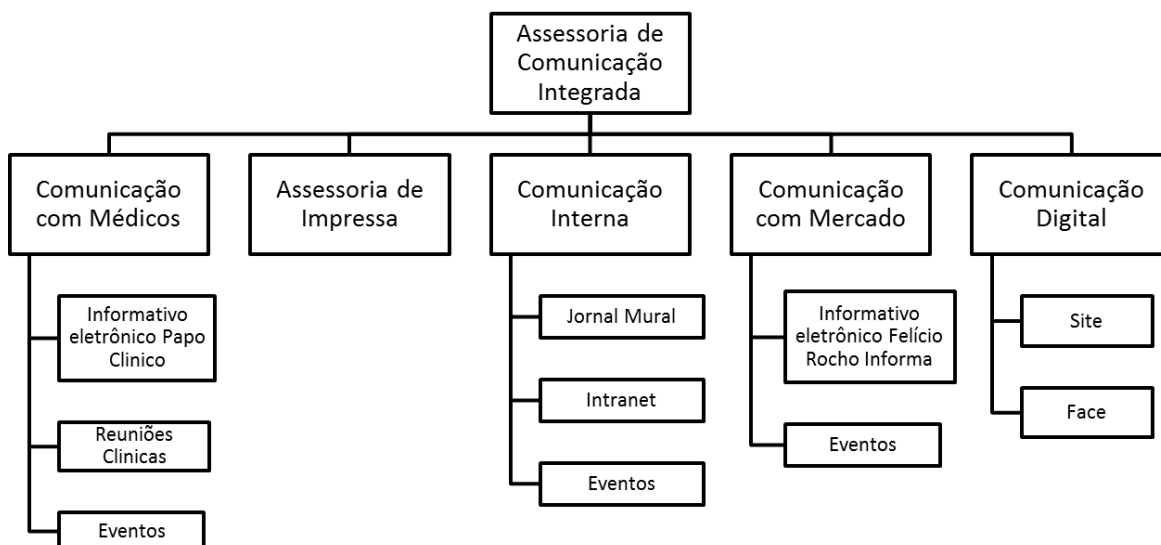 Assessoria de
Comunicação
Integrada
Comunicação
com Médicos
Assessoria de
Impressa
Comunicação
Interna
Comunicação
com Mercado
Comunicação
Digital
Informativo
eletrônico Papo
Clinico
Reuniões
Clinicas
Eventos
Jornal Mural
Intranet
Eventos
Informativo
eletrônico Felício
Rocho Informa
Eventos
Site
Face